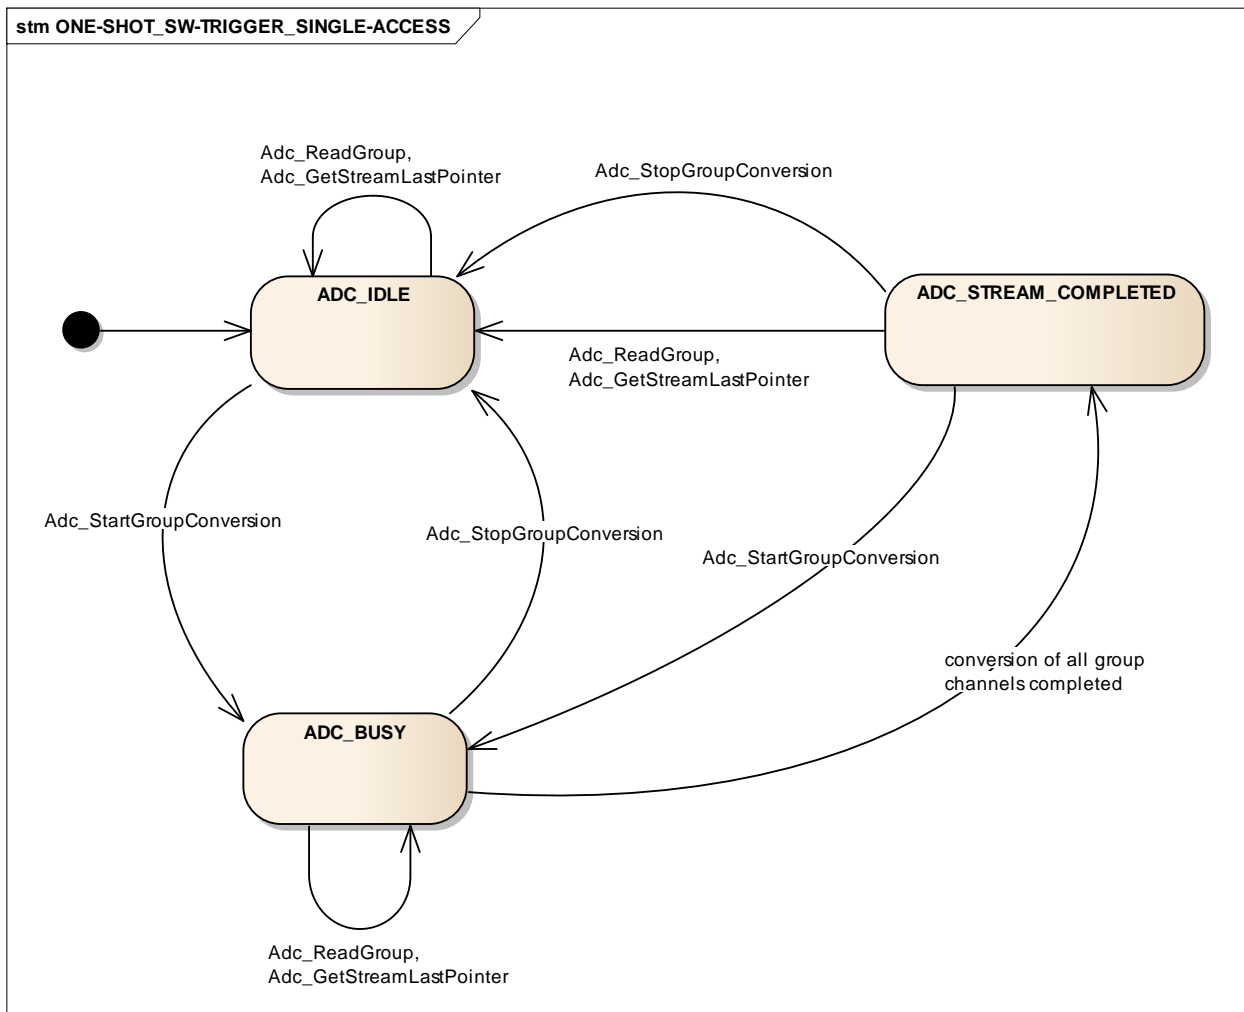 stm ONE-SHOT_SW-TRIGGER_SINGLE-ACCESS
Adc_ReadGroup,
Adc_GetStreamLastPointer
Adc_StopGroupConversion
ADC_IDLE
ADC_STREAM_COMPLETED
Adc_ReadGroup,
Adc_GetStreamLastPointer
Adc_StartGroupConversion
Adc_StopGroupConversion
Adc_StartGroupConversion
conversion of all group
channels completed
ADC_BUSY
Adc_ReadGroup,
Adc_GetStreamLastPointer